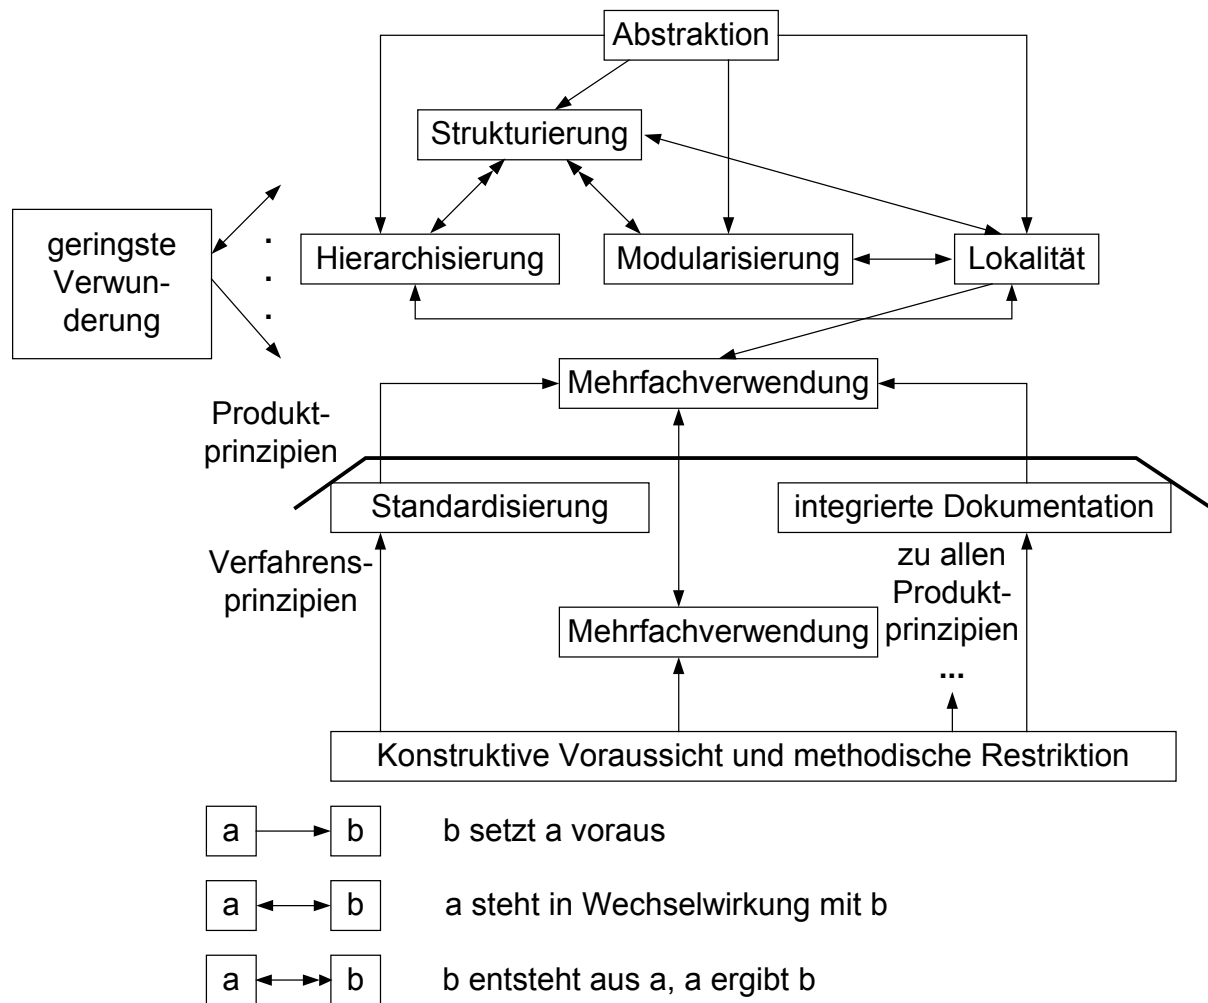 Abstraktion
Strukturierung
geringste
Verwun-
derung
.
.
.
Hierarchisierung
Modularisierung
Lokalität
Mehrfachverwendung
Produkt-
prinzipien
Standardisierung
integrierte Dokumentation
Verfahrens-
prinzipien
zu allen
Produkt-
prinzipien
...
Mehrfachverwendung
Konstruktive Voraussicht und methodische Restriktion
a b b setzt a voraus
a b a steht in Wechselwirkung mit b
a b b entsteht aus a, a ergibt b